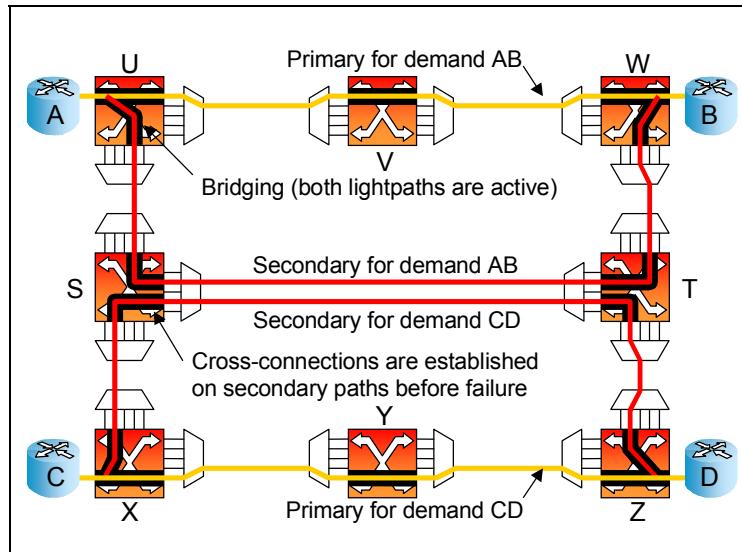 U
Primary for demand AB
W
A
B
V
Bridging (both lightpaths are active)
S
Secondary for demand AB
T
Secondary for demand CD
Cross-connections are established
on secondary paths before failure
Y
C
D
X
Primary for demand CD
Z